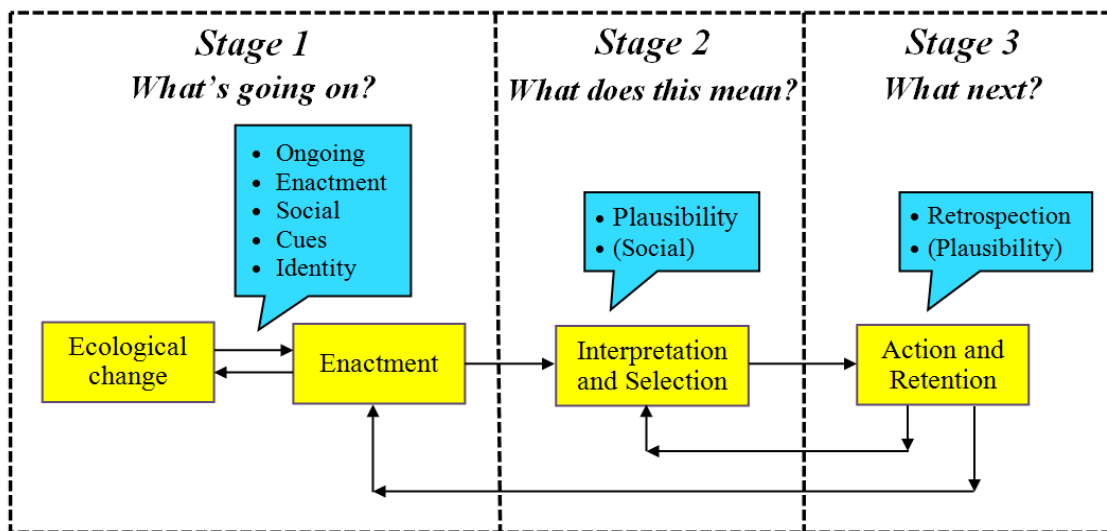 Stage 1
What's going on?
Stage 2
What does this mean?
Stage 3
What next?
• Ongoing
• Enactment
• Social
• Cues
• Identity
• Plausibility
• (Social)
• Retrospection
• (Plausibility)
Ecological
change
Enactment
Interpretation
and Selection
Action and
Retention